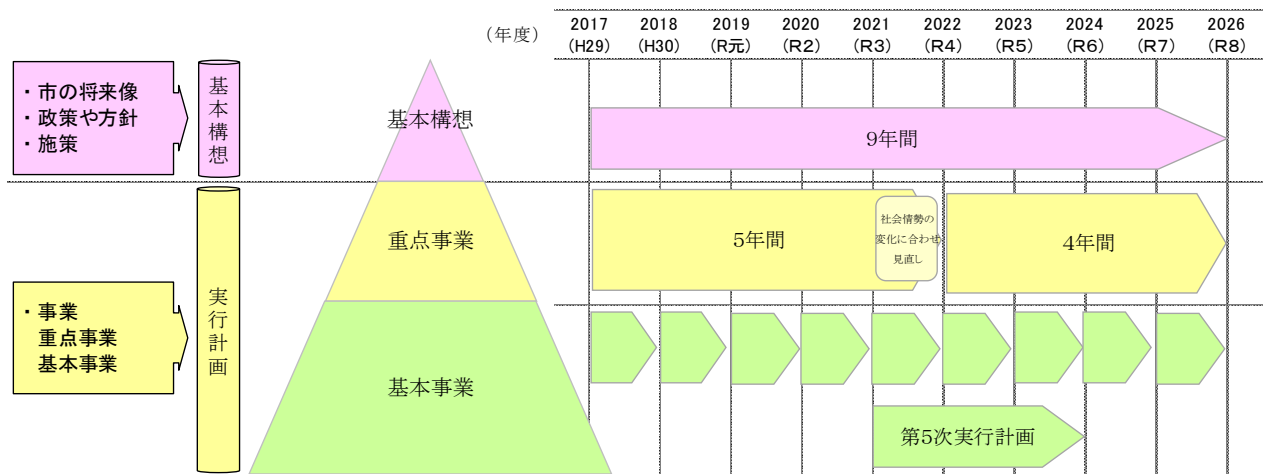 （年度）
2017 2018 2019 2020 2021 2022 2023 2024 2025 2026
（H29） （H30） （R元） （R2） （R3） （R4） （R5） （R6） （R7） （R8）
・市の将来像
・政策や方針
・施策
基本構想
基本構想
9年間
・事業
重点事業
基本事業
実行計画
重点事業
5年間
社会情勢の
変化に合わせ
見直し
4年間
基本事業
第5次実行計画